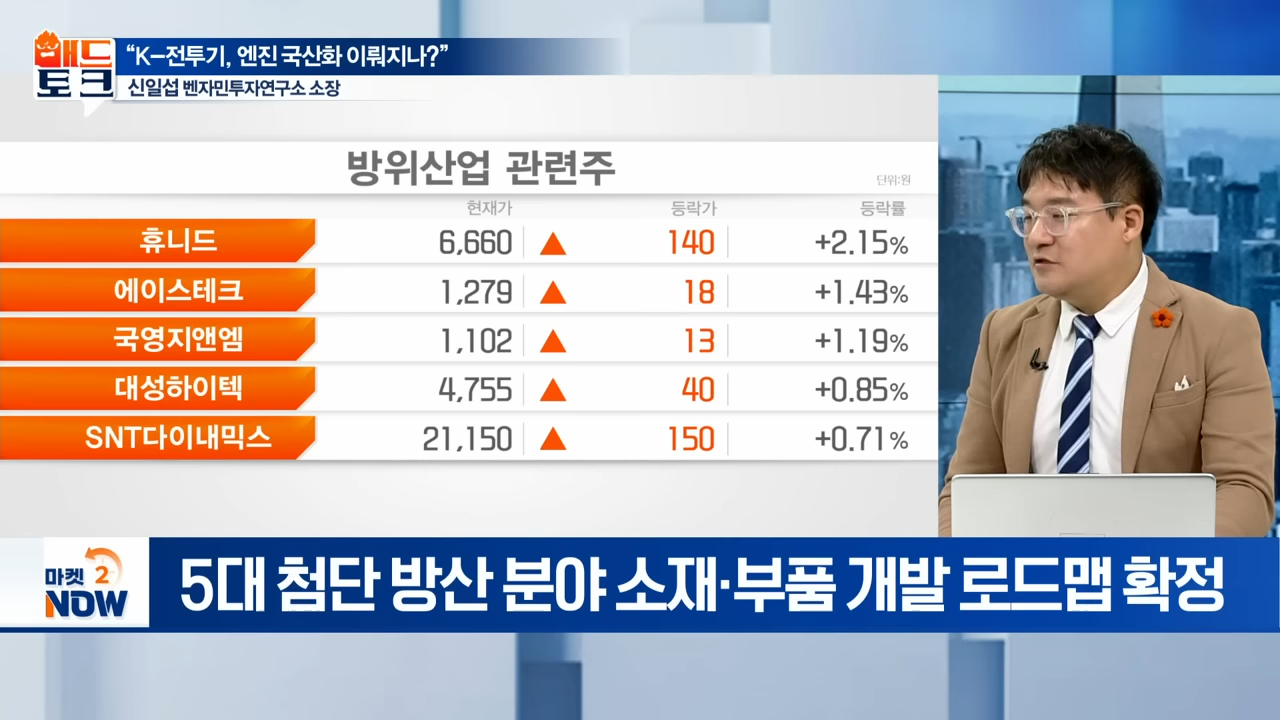 매드
토크
“K-전투기, 엔진 국산화 이뤄지나?”
신일섭 벤자민투자연구소 소장
방위산업 관련주
단위:원
현재가 등락가 등락률
휴니드 6,660 ▲ 140 +2.15%
에이스테크 1,279 ▲ 18 +1.43%
국영지앤엠 1,102 ▲ 13 +1.19%
대성하이텍 4,755 ▲ 40 +0.85%
SNT다이내믹스 21,150 ▲ 150 +0.71%
마켓 2
NOW
5대 첨단 방산 분야 소재·부품 개발 로드맵 확정